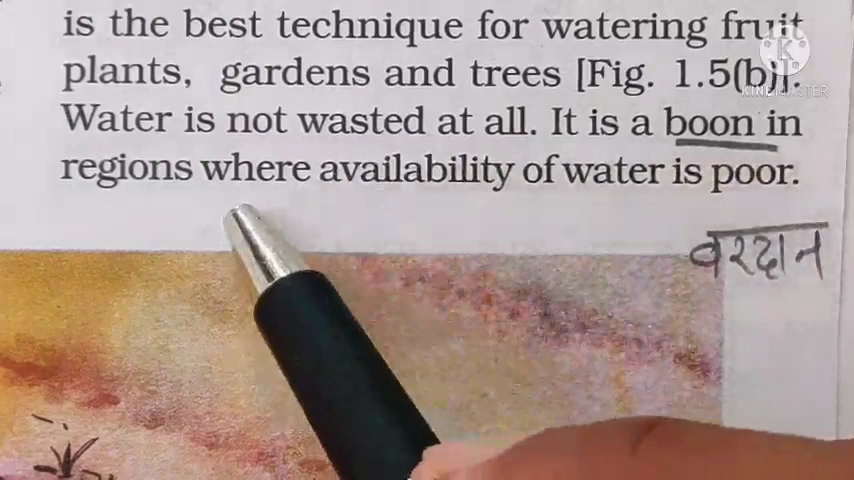 is the best technique for watering fruit
plants, gardens and trees [Fig. 1.5(b)].
Water is not wasted at all. It is a boon in
regions where availability of water is poor.
वरदान
K
KINEMASTER